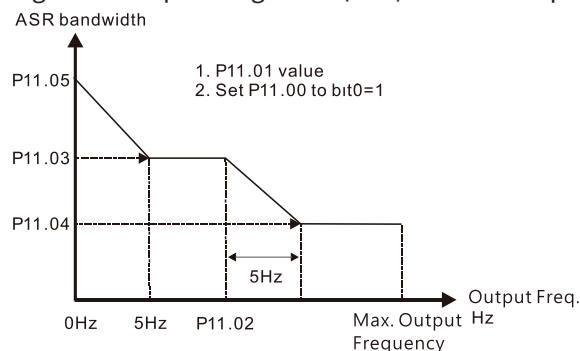 ASR bandwidth
1. P11.01 value
2. Set P11.00 to bit0=1
P11.05
P11.03
P11.04
5Hz
Output Freq.
Hz
0Hz 5Hz P11.02
Max. Output
Frequency